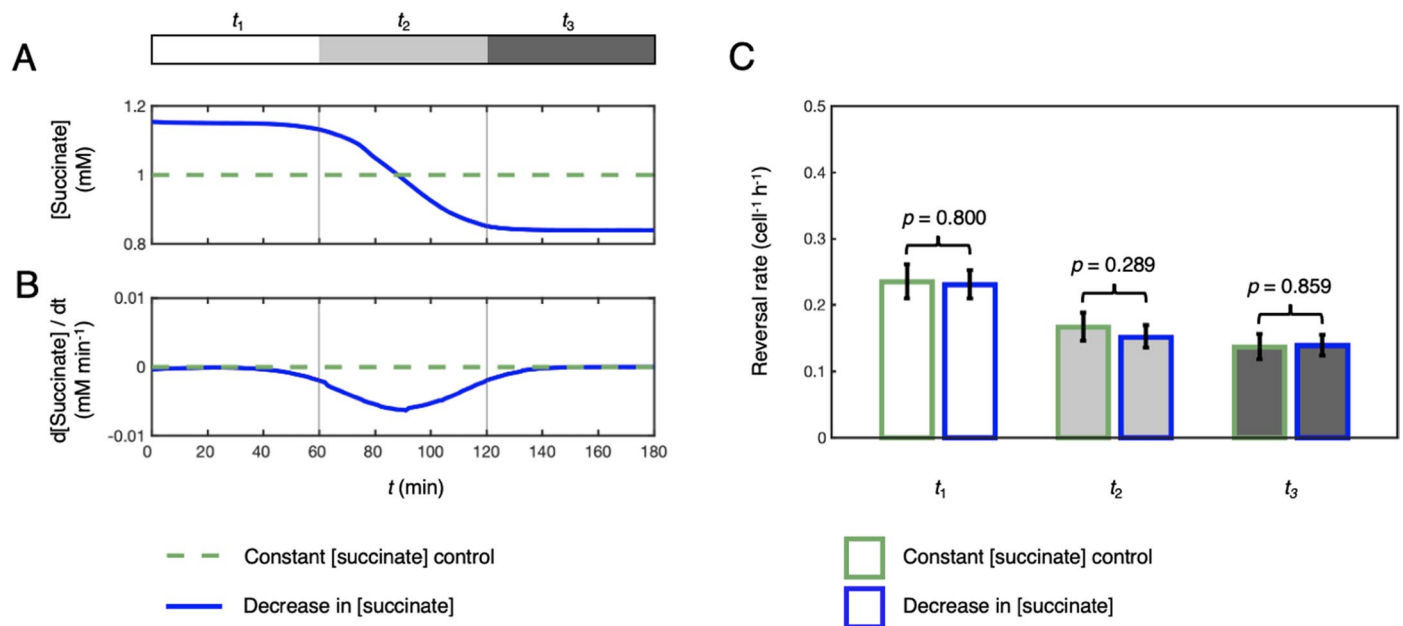 A
t₁ t₂ t₃
[Succinate]
(mM)
1.2
1
0.8
B
d[Succinate] / dt
(mM min⁻¹)
0.01
0
-0.01
0 20 40 60 80 100 120 140 160 180
t (min)
Constant [succinate] control
Decrease in [succinate]
C
Reversal rate (cell⁻¹ h⁻¹)
0.5
0.4
0.3
0.2
0.1
0
p = 0.800
p = 0.289
p = 0.859
t₁ t₂ t₃
Constant [succinate] control
Decrease in [succinate]